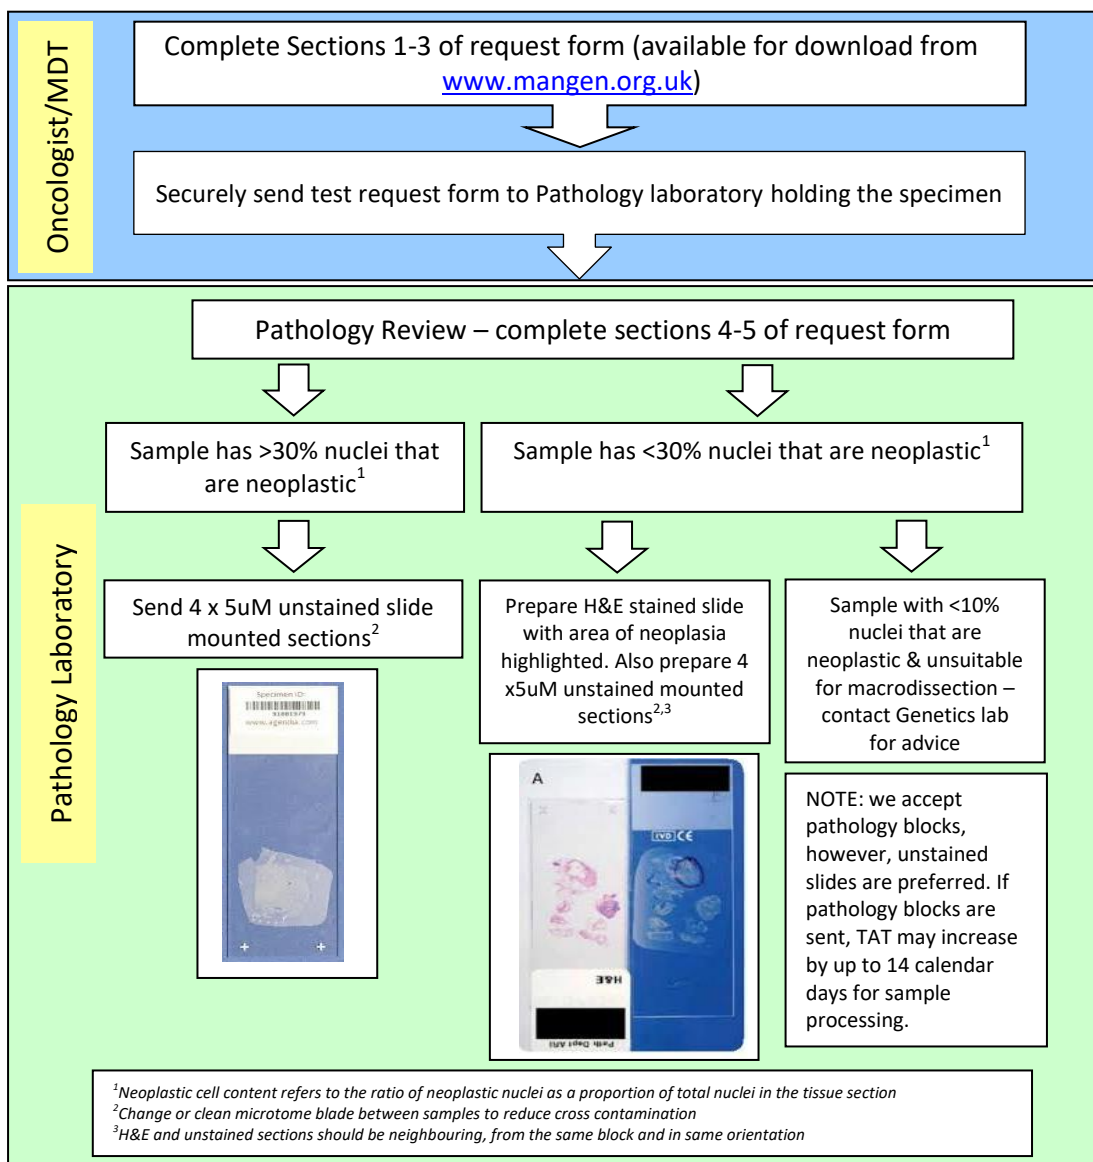 Oncologist/MDT
Complete Sections 1-3 of request form (available for download from
www.mangen.org.uk)
Securely send test request form to Pathology laboratory holding the specimen
Pathology Laboratory
Pathology Review – complete sections 4-5 of request form
Sample has >30% nuclei that
are neoplastic¹
Sample has <30% nuclei that are neoplastic¹
Send 4 x 5uM unstained slide
mounted sections²
Prepare H&E stained slide
with area of neoplasia
highlighted. Also prepare 4
x5uM unstained mounted
sections²,³
Sample with <10%
nuclei that are
neoplastic & unsuitable
for macrodissection –
contact Genetics lab
for advice
Specimen ID:
www.agendia.com
A
IVD CE
H&E
Path Dept ARI
NOTE: we accept
pathology blocks,
however, unstained
slides are preferred. If
pathology blocks are
sent, TAT may increase
by up to 14 calendar
days for sample
processing.
¹Neoplastic cell content refers to the ratio of neoplastic nuclei as a proportion of total nuclei in the tissue section
²Change or clean microtome blade between samples to reduce cross contamination
³H&E and unstained sections should be neighbouring, from the same block and in same orientation